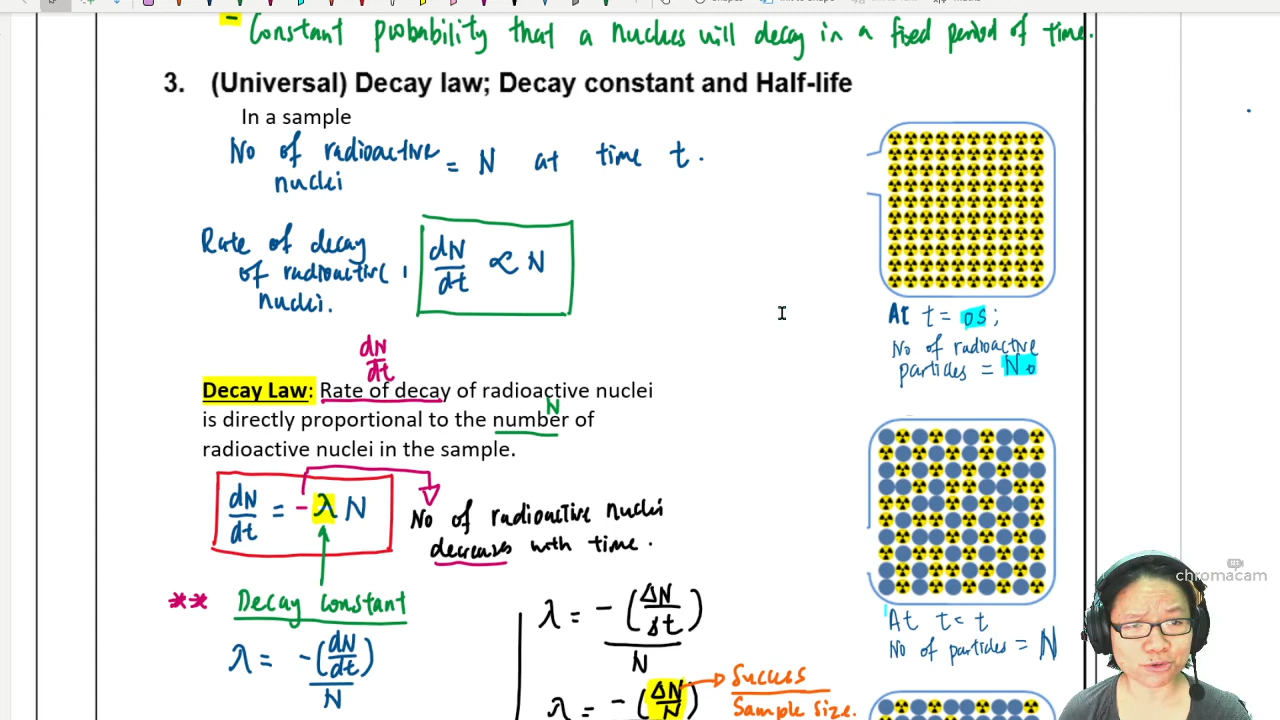 - Constant probability that a nucleus will decay in a fixed period of time.
3. (Universal) Decay law; Decay constant and Half-life
In a sample
No of radioactive nuclei = N at time t.
Rate of decay of radioactive nuclei. : dN/dt ∝ N
dN/dt
Decay Law: Rate of decay of radioactive nuclei
N
is directly proportional to the number of
radioactive nuclei in the sample.
dN/dt = -λN
No of radioactive nuclei
decreases with time.
** Decay constant
λ = -(dN/dt)/N
λ = -(ΔN/δt)/N
λ = -(ΔN/N)
Success
Sample size.
At t = 0s;
No of radioactive
particles = No
At t = t
No of particles = N
chromacam